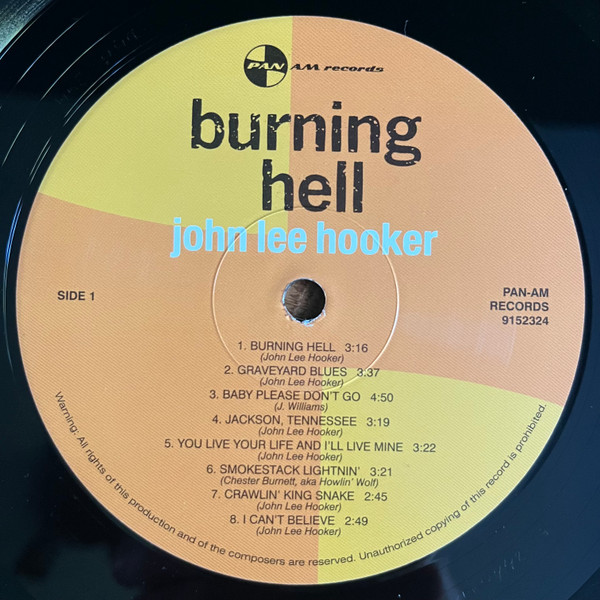 PAN AM records
burning
hell
john lee hooker
SIDE 1
PAN-AM
RECORDS
9152324
1. BURNING HELL 3:16
(John Lee Hooker)
2. GRAVEYARD BLUES 3:37
(John Lee Hooker)
3. BABY PLEASE DON'T GO 4:50
(J. Williams)
4. JACKSON, TENNESSEE 3:19
(John Lee Hooker)
5. YOU LIVE YOUR LIFE AND I'LL LIVE MINE 3:22
(John Lee Hooker)
6. SMOKESTACK LIGHTNIN' 3:21
(Chester Burnett, aka Howlin' Wolf)
7. CRAWLIN' KING SNAKE 2:45
(John Lee Hooker)
8. I CAN'T BELIEVE 2:49
(John Lee Hooker)
Warning: All rights of this production and of the composers are reserved. Unauthorized copying of this record is prohibited.